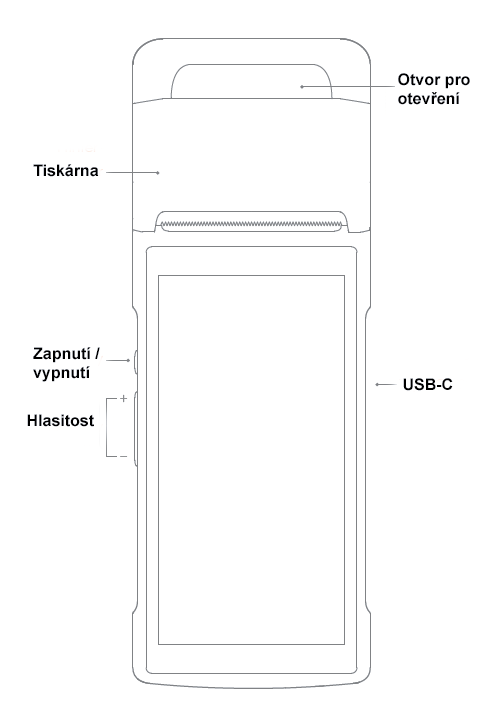 Otvor pro
otevření
Tiskárna
Zapnutí /
vypnutí
USB-C
+
Hlasitost
−